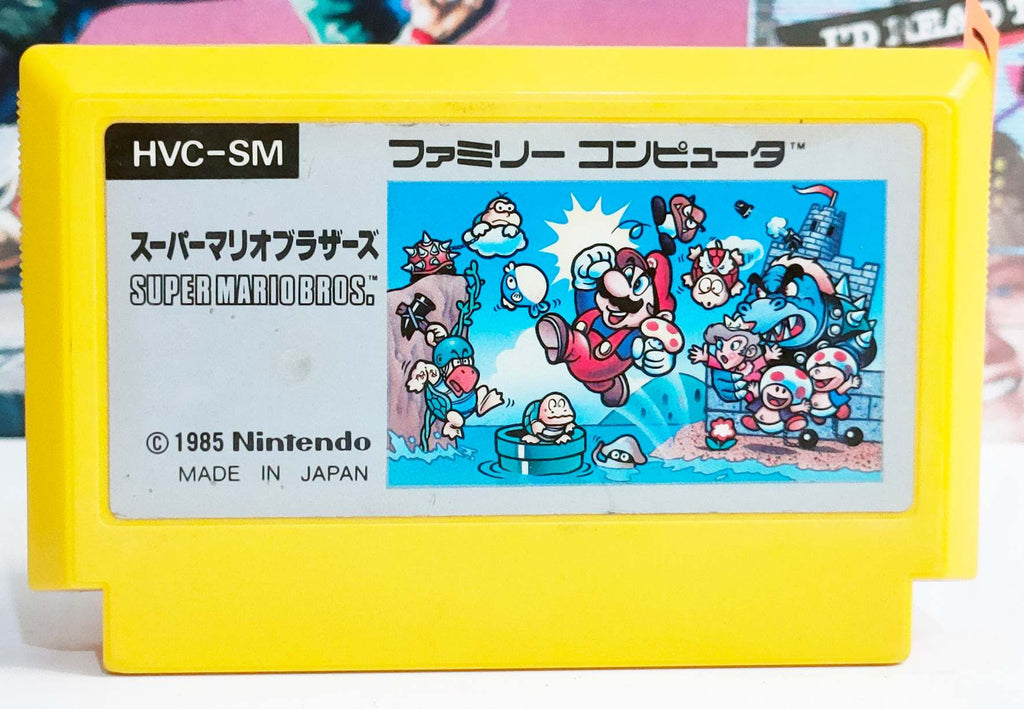 I'D REACH T
HVC-SM
ファミリー コンピュータ™
スーパーマリオブラザーズ
SUPER MARIO BROS.™
© 1985 Nintendo
MADE IN JAPAN